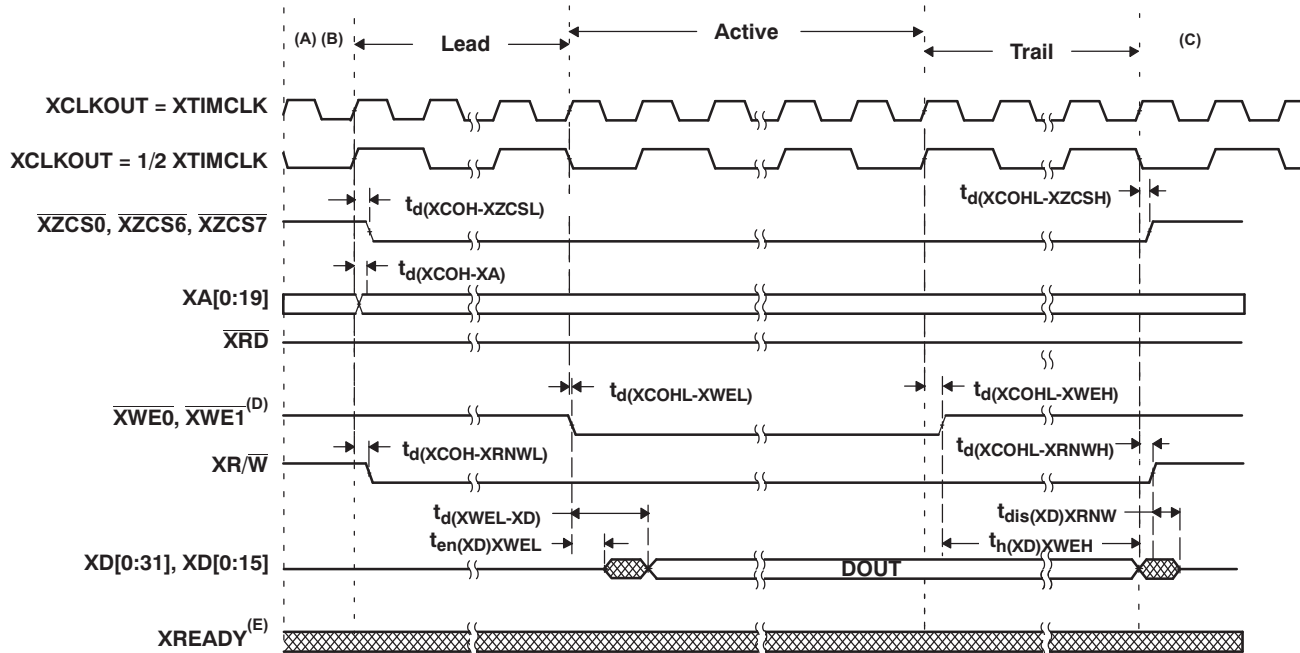 (A) (B)
Lead
Active
Trail
(C)
XCLKOUT = XTIMCLK
XCLKOUT = 1/2 XTIMCLK
td(XCOH-XZCSL)
td(XCOHL-XZCSH)
XZCS0, XZCS6, XZCS7
td(XCOH-XA)
XA[0:19]
XRD
td(XCOHL-XWEL)
td(XCOHL-XWEH)
XWE0, XWE1(D)
td(XCOH-XRNWL)
td(XCOHL-XRNWH)
XR/W
td(XWEL-XD)
tdis(XD)XRNW
ten(XD)XWEL
th(XD)XWEH
XD[0:31], XD[0:15]
DOUT
XREADY(E)